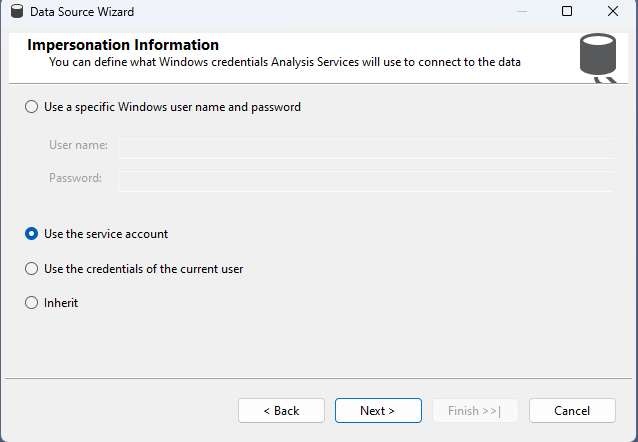 Data Source Wizard
Impersonation Information
You can define what Windows credentials Analysis Services will use to connect to the data
Use a specific Windows user name and password
User name:
Password:
Use the service account
Use the credentials of the current user
Inherit
< Back
Next >
Finish >>|
Cancel